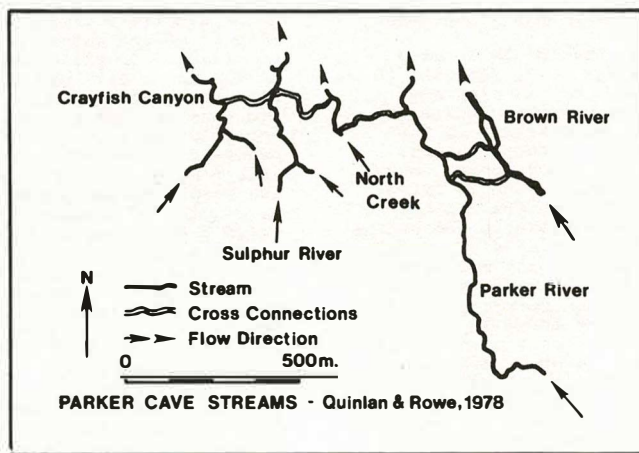 Crayfish Canyon
Brown River
North
Creek
Sulphur River
Parker River
N
Stream
Cross Connections
Flow Direction
0 500m.
PARKER CAVE STREAMS - Quinlan & Rowe, 1978